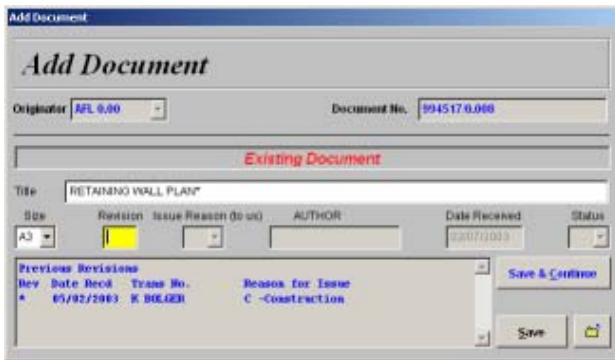 Add Document
Add Document
Originator AFL 0.00 Document No. 994517/0.008
Existing Document
Title RETAINING WALL PLAN*
Size Revision Issue Reason (to us) AUTHOR Date Received Status
A3 03/07/2003
Previous Revisions
Rev Date Recd Trans No. Reason for Issue
* 05/02/2003 K BOLGER C -Construction
Save & Continue
Save